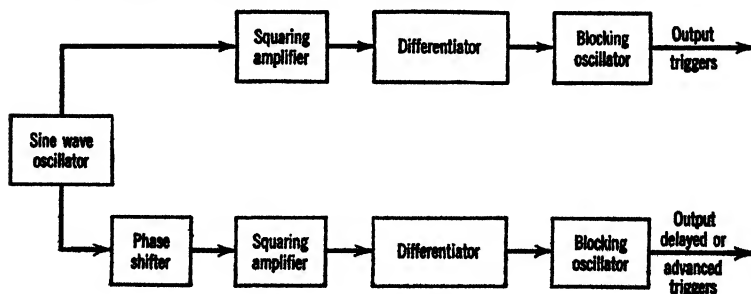 Squaring
amplifier
Differentiator
Blocking
oscillator
Output
triggers
Sine wave
oscillator
Phase
shifter
Squaring
amplifier
Differentiator
Blocking
oscillator
Output
delayed or
advanced
triggers